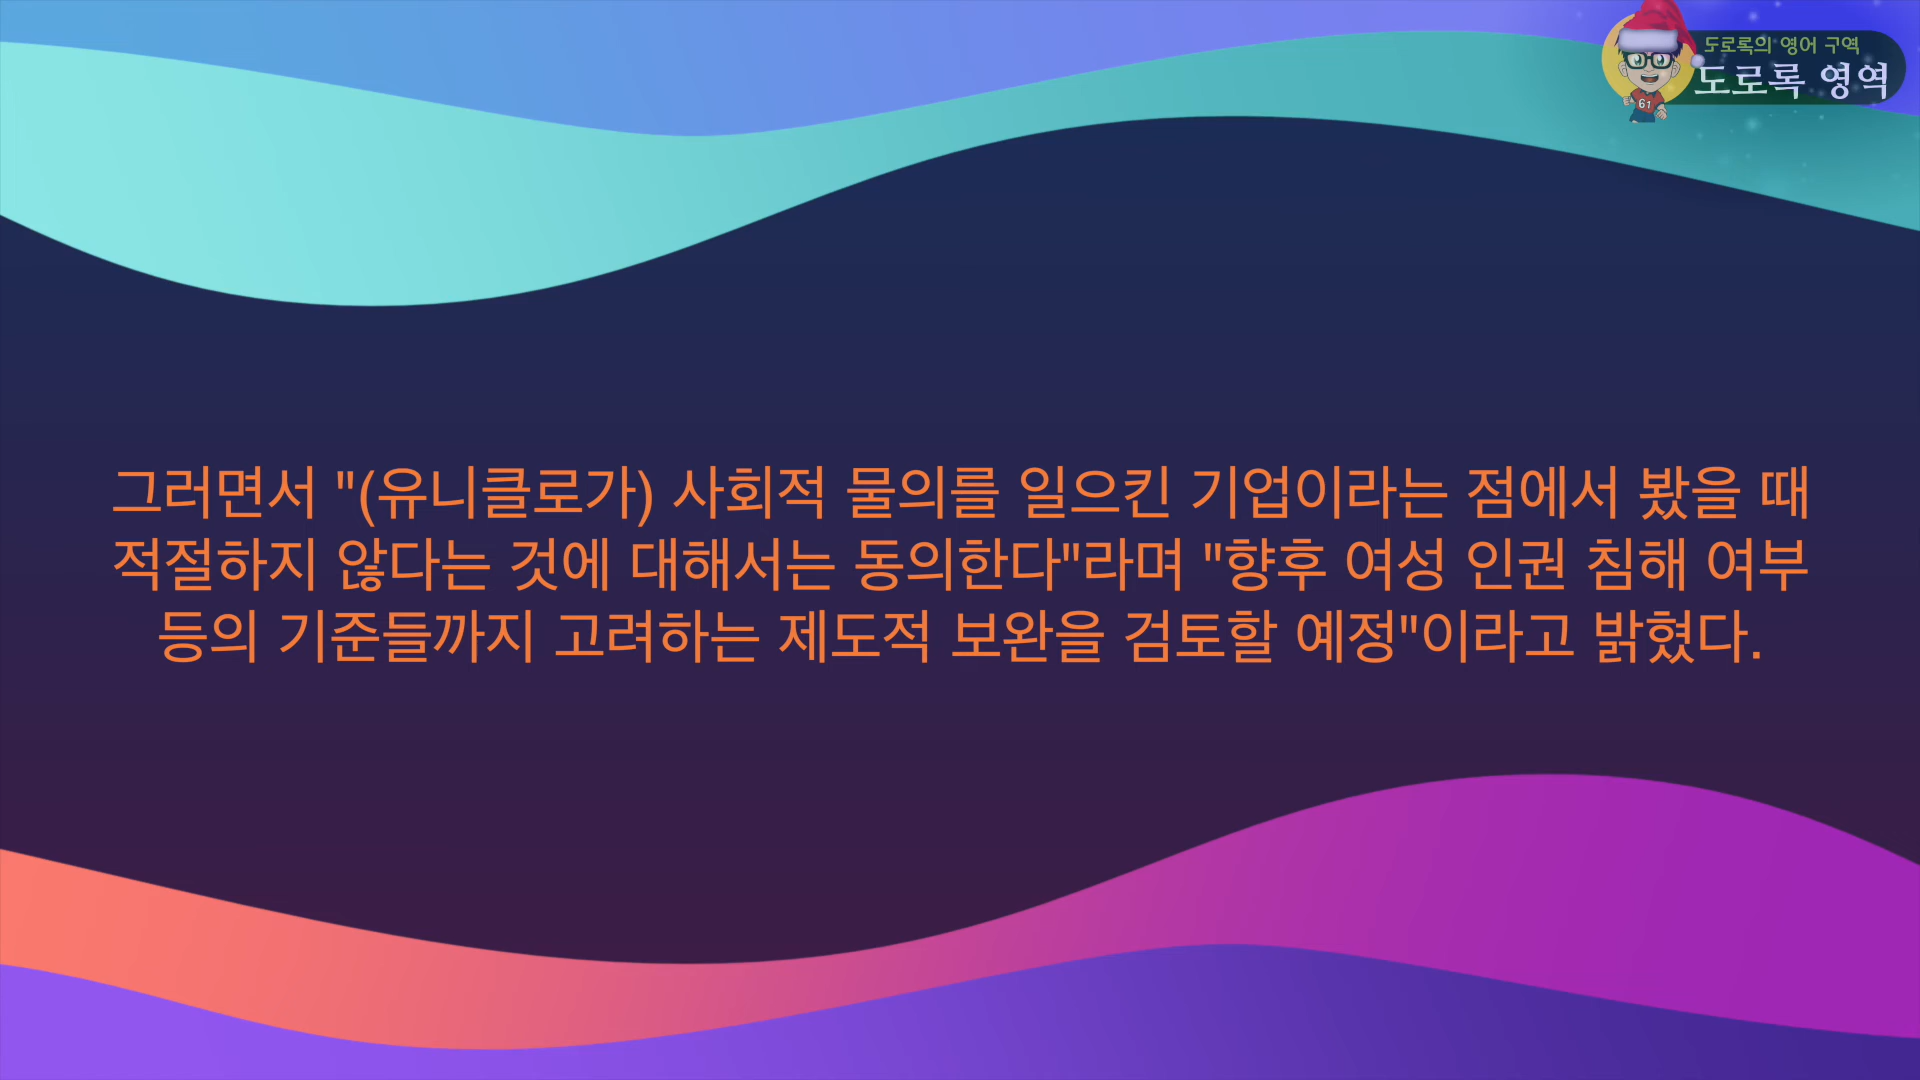 도로록의 영어 구역
도로록 영역
61
그러면서 "(유니클로가) 사회적 물의를 일으킨 기업이라는 점에서 봤을 때
적절하지 않다는 것에 대해서는 동의한다"라며 "향후 여성 인권 침해 여부
등의 기준들까지 고려하는 제도적 보완을 검토할 예정"이라고 밝혔다.